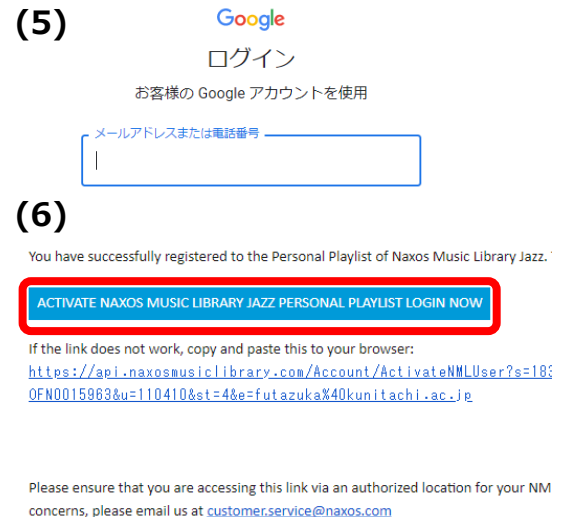 (5)
Google
ログイン
お客様の Google アカウントを使用
メールアドレスまたは電話番号
(6)
You have successfully registered to the Personal Playlist of Naxos Music Library Jazz.
ACTIVATE NAXOS MUSIC LIBRARY JAZZ PERSONAL PLAYLIST LOGIN NOW
If the link does not work, copy and paste this to your browser:
https://api.naxosmusiclibrary.com/Account/ActivateNMLUser?s=183
OFN0015963&u=110410&st=4&e=futazuka%40kunitachi.ac.jp
Please ensure that you are accessing this link via an authorized location for your NM
concerns, please email us at customer.service@naxos.com